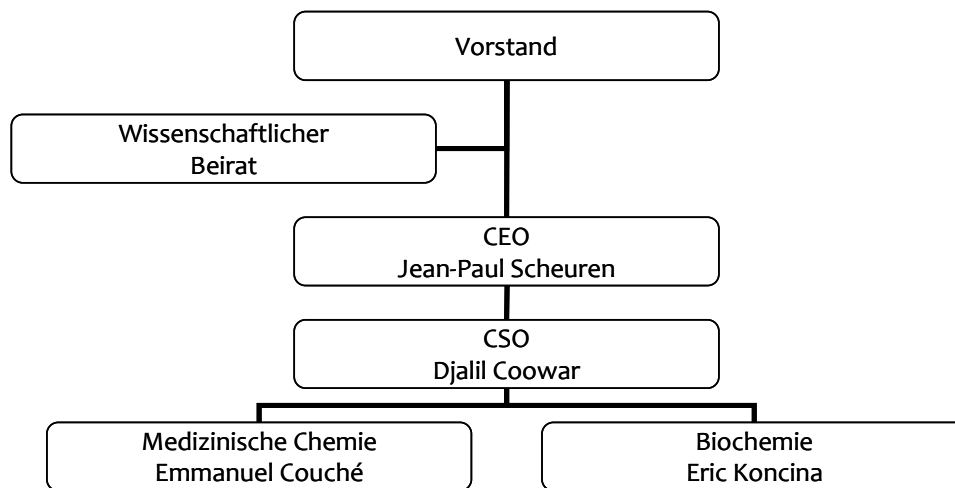 Vorstand
Wissenschaftlicher
Beirat
CEO
Jean-Paul Scheuren
CSO
Djalil Coowar
Medizinische Chemie
Emmanuel Couché
Biochemie
Eric Koncina